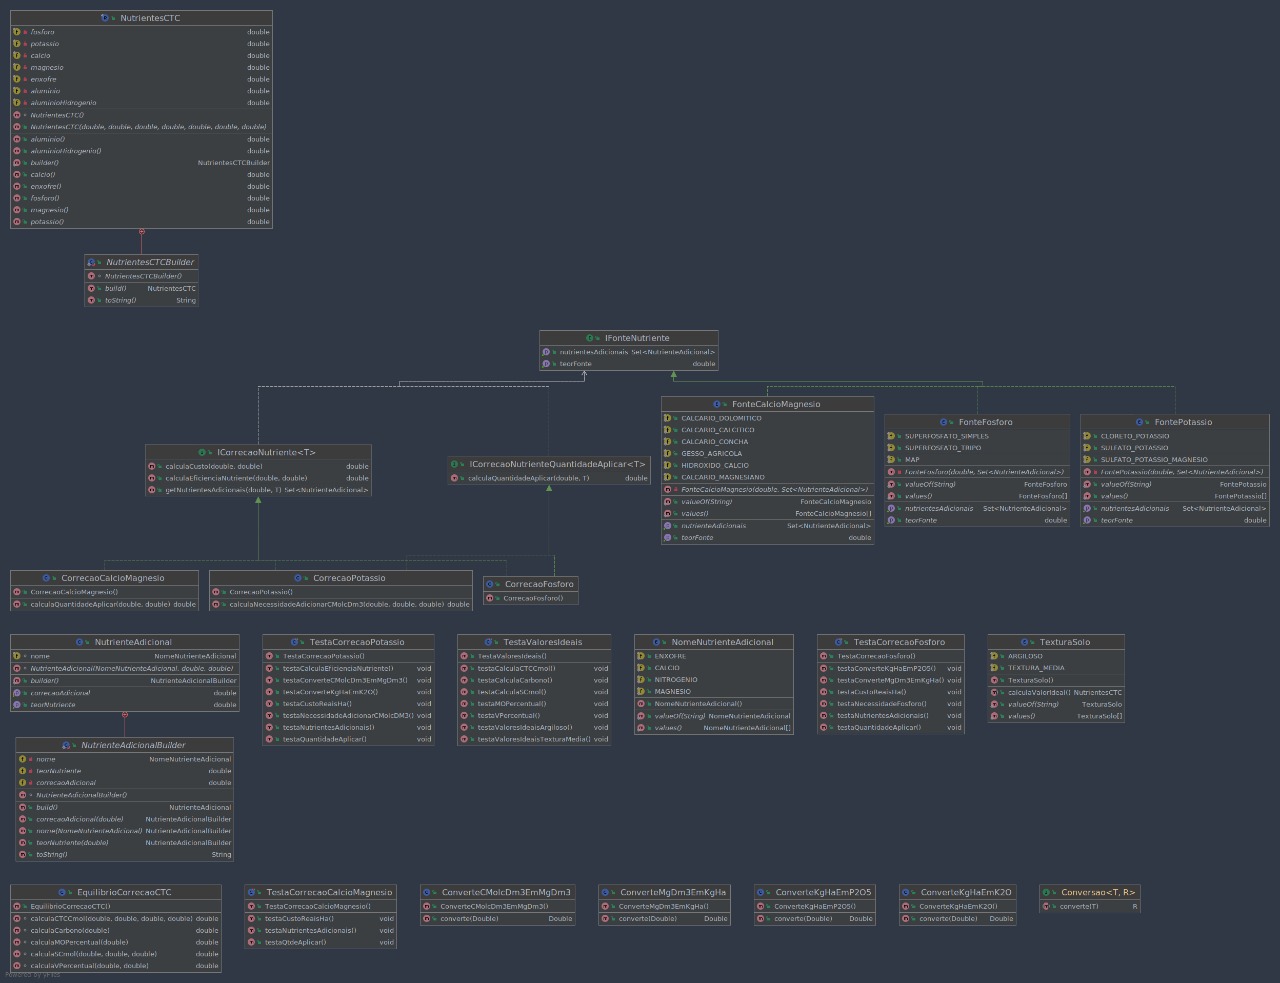 NutrientesCTC
fosforo double
potassio double
calcio double
magnesio double
enxofre double
aluminio double
aluminioHidrogenio double
NutrientesCTC()
NutrientesCTC(double, double, double, double, double, double, double)
aluminio() double
aluminioHidrogenio() double
builder() NutrientesCTCBuilder
calcio() double
enxofre() double
fosforo() double
magnesio() double
potassio() double
NutrientesCTCBuilder
NutrientesCTCBuilder()
build() NutrientesCTC
toString() String
IFonteNutriente
nutrientesAdicionais Set<NutrienteAdicional>
teorFonte double
FonteCalcioMagnesio
CALCARIO_DOLOMITICO
CALCARIO_CALCITICO
CALCARIO_CONCHA
GESSO_AGRICOLA
HIDROXIDO_CALCIO
CALCARIO_MAGNESIANO
FonteCalcioMagnesio(double, Set<NutrienteAdicional>)
valueOf(String) FonteCalcioMagnesio
values() FonteCalcioMagnesio[]
nutrienteAdicionais Set<NutrienteAdicional>
teorFonte double
FonteFosforo
SUPERFOSFATO_SIMPLES
SUPERFOSFATO_TRIPO
MAP
FonteFosforo(double, Set<NutrienteAdicional>)
valueOf(String) FonteFosforo
values() FonteFosforo[]
nutrientesAdicionais Set<NutrienteAdicional>
teorFonte double
FontePotassio
CLORETO_POTASSIO
SULFATO_POTASSIO
SULFATO_POTASSIO_MAGNESIO
FontePotassio(double, Set<NutrienteAdicional>)
valueOf(String) FontePotassio
values() FontePotassio[]
nutrientesAdicionais Set<NutrienteAdicional>
teorFonte double
ICorrecaoNutriente<T>
calculaCusto(double, double) double
calculaEficienciaNutriente(double, double) double
getNutrientesAdicionais(double, T) Set<NutrienteAdicional>
ICorrecaoNutrienteQuantidadeAplicar<T>
calculaQuantidadeAplicar(double, T) double
CorrecaoCalcioMagnesio
CorrecaoCalcioMagnesio()
calculaQuantidadeAplicar(double, double) double
CorrecaoPotassio
CorrecaoPotassio()
calculaNecessidadeAdicionarCMolcDm3(double, double, double) double
CorrecaoFosforo
CorrecaoFosforo()
NutrienteAdicional
nome NomeNutrienteAdicional
NutrienteAdicional(NomeNutrienteAdicional, double, double)
builder() NutrienteAdicionalBuilder
correcaoAdicional double
teorNutriente double
TestaCorrecaoPotassio
TestaCorrecaoPotassio()
testaCalculaEficienciaNutriente() void
testaConverteCMolcDm3EmMgDm3() void
testaConverteKgHaEmK2O() void
testaCustoReaisHa() void
testaNecessidadeAdicionarCMolcDM3() void
testaNutrientesAdicionais() void
testaQuantidadeAplicar() void
TestaValoresIdeais
TestaValoresIdeais()
testaCalculaCTCCmol() void
testaCalculaCarbono() void
testaCalculaSCmol() void
testaMOPercentual() void
testaVPercentual() void
testaValoresIdeaisArgiloso() void
testaValoresIdeaisTexturaMedia() void
NomeNutrienteAdicional
ENXOFRE
CALCIO
NITROGENIO
MAGNESIO
NomeNutrienteAdicional()
valueOf(String) NomeNutrienteAdicional
values() NomeNutrienteAdicional[]
TestaCorrecaoFosforo
TestaCorrecaoFosforo()
testaConverteKgHaEmP2O5() void
testaConverteMgDm3EmKgHa() void
testaCustoReaisHa() void
testaNecessidadeFosforo() void
testaNutrientesAdicionais() void
testaQuantidadeAplicar() void
TexturaSolo
ARGILOSO
TEXTURA_MEDIA
TexturaSolo()
calculaValorIdeal() NutrientesCTC
valueOf(String) TexturaSolo
values() TexturaSolo[]
NutrienteAdicionalBuilder
nome NomeNutrienteAdicional
teorNutriente double
correcaoAdicional double
NutrienteAdicionalBuilder()
build() NutrienteAdicional
correcaoAdicional(double) NutrienteAdicionalBuilder
nome(NomeNutrienteAdicional) NutrienteAdicionalBuilder
teorNutriente(double) NutrienteAdicionalBuilder
toString() String
EquilibrioCorrecaoCTC
EquilibrioCorrecaoCTC()
calculaCTCCmol(double, double, double, double) double
calculaCarbono(double) double
calculaMOPercentual(double) double
calculaSCmol(double, double, double) double
calculaVPercentual(double, double) double
TestaCorrecaoCalcioMagnesio
TestaCorrecaoCalcioMagnesio()
testaCustoReaisHa() void
testaNutrientesAdicionais() void
testaQtdeAplicar() void
ConverteCMolcDm3EmMgDm3
ConverteCMolcDm3EmMgDm3()
converte(Double) Double
ConverteMgDm3EmKgHa
ConverteMgDm3EmKgHa()
converte(Double) Double
ConverteKgHaEmP2O5
ConverteKgHaEmP2O5()
converte(Double) Double
ConverteKgHaEmK2O
ConverteKgHaEmK2O()
converte(Double) Double
Conversao<T, R>
converte(T) R
Powered by yFiles